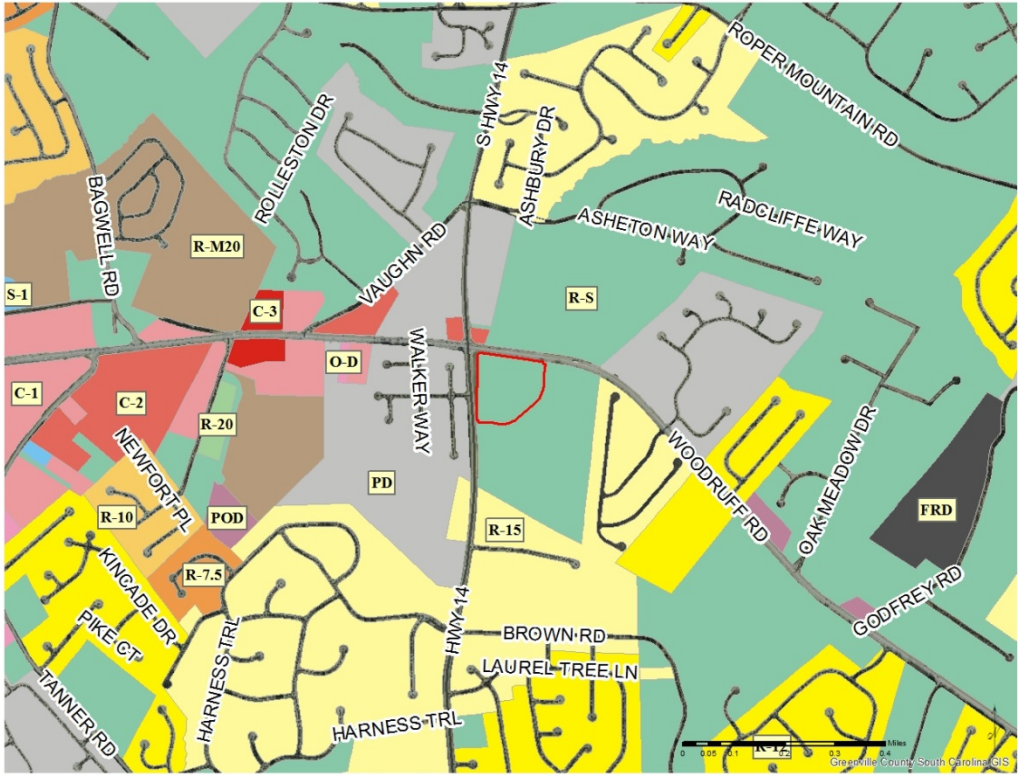 ROPER MOUNTAIN RD
S HWY 14
ASHBURY DR
ROLLESTON DR
BAGWELL RD
RADCLIFFE WAY
ASHETON WAY
R-M20
VAUGHN RD
S-1
R-S
C-3
WALKER WAY
O-D
C-1
C-2
R-20
OAK MEADOW DR
NEWFORT PL
WOODRUFF RD
PD
R-10
POD
FRD
R-15
KINCADE DR
R-7.5
GODFREY RD
HWY 14
PIKE CT
BROWN RD
HARNESS TRL
LAUREL TREE LN
TANNER RD
HARNESS TRL
R-12
Miles
0 0.05 0.1 0.2 0.3 0.4
Greenville County South Carolina GIS